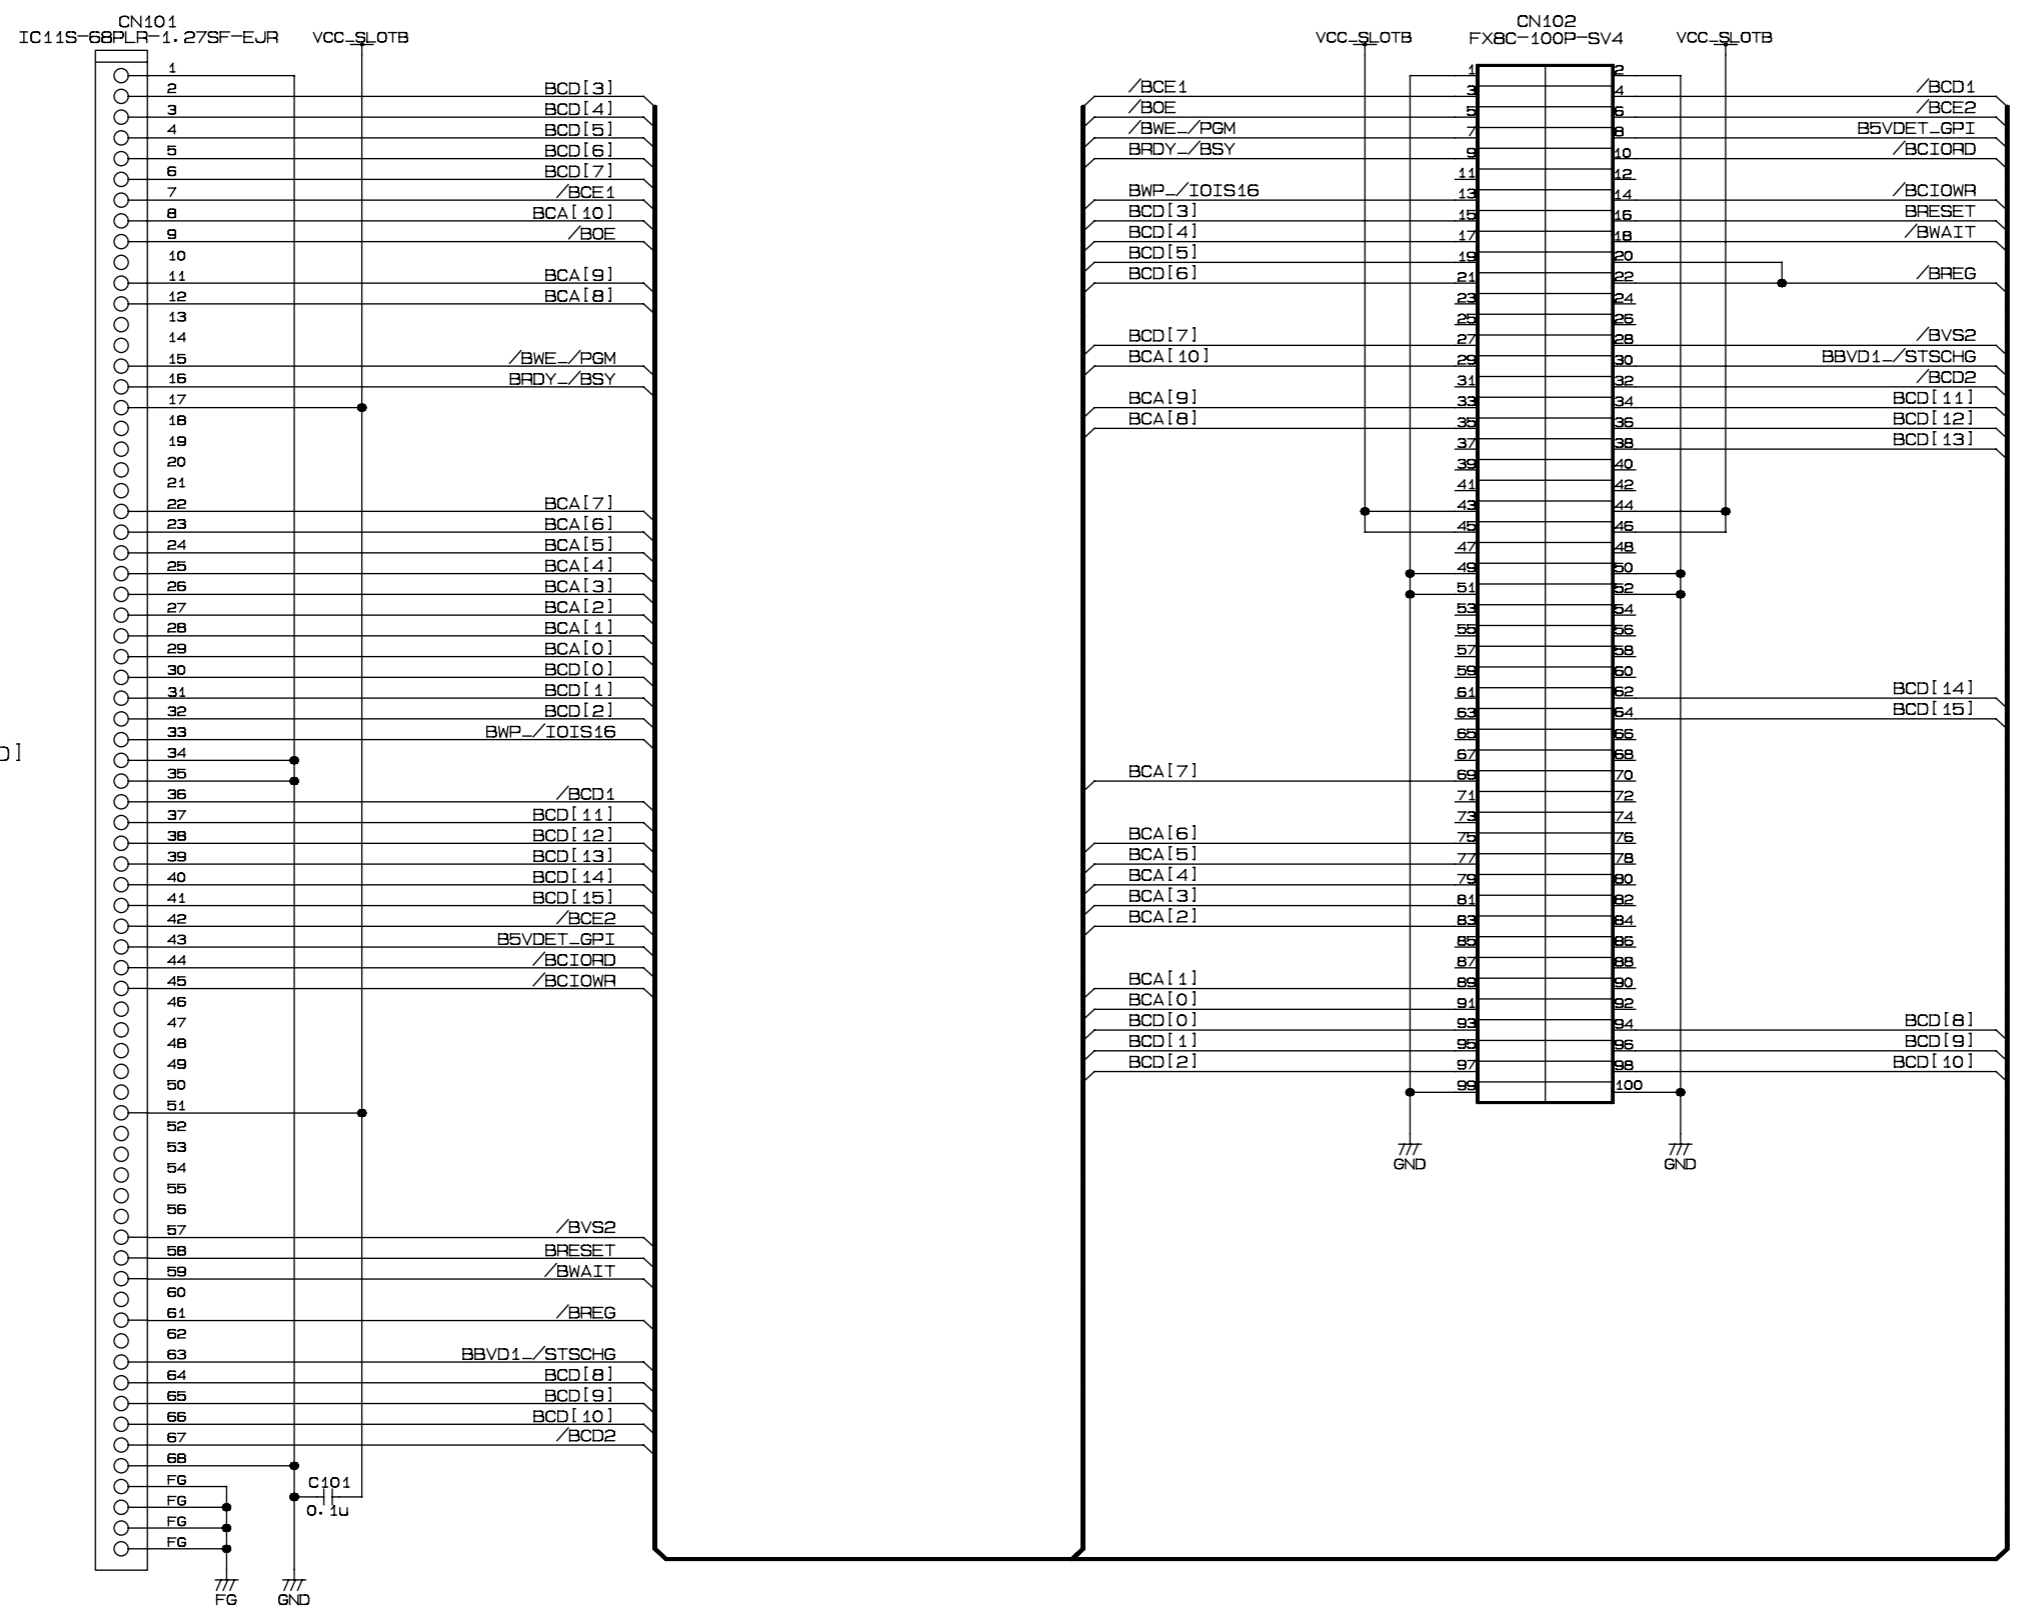 CN101
IC11S-68PLR-1.27SF-EJR
VCC_SLOTB
1
2 BCD[3]
3 BCD[4]
4 BCD[5]
5 BCD[6]
6 BCD[7]
7 /BCE1
8 BCA[10]
9 /BOE
10
11 BCA[9]
12 BCA[8]
13
14
15 /BWE_/PGM
16 BRDY_/BSY
17
18
19
20
21
22 BCA[7]
23 BCA[6]
24 BCA[5]
25 BCA[4]
26 BCA[3]
27 BCA[2]
28 BCA[1]
29 BCA[0]
30 BCD[0]
31 BCD[1]
32 BCD[2]
33 BWP_/IOIS16
34
35
36 /BCD1
37 BCD[11]
38 BCD[12]
39 BCD[13]
40 BCD[14]
41 BCD[15]
42 /BCE2
43 B5VDET_GPI
44 /BCIORD
45 /BCIOWR
46
47
48
49
50
51
52
53
54
55
56
57 /BVS2
58 BRESET
59 /BWAIT
60
61 /BREG
62
63 BBVD1_/STSCHG
64 BCD[8]
65 BCD[9]
66 BCD[10]
67 /BCD2
68
FG
FG
FG
FG
C101
0.1u
FG
GND
]
CN102
FX8C-100P-SV4
VCC_SLOTB
VCC_SLOTB
1 2
/BCE1 3 4 /BCD1
/BOE 5 6 /BCE2
/BWE_/PGM 7 8 B5VDET_GPI
BRDY_/BSY 9 10 /BCIORD
11 12
BWP_/IOIS16 13 14 /BCIOWR
BCD[3] 15 16 BRESET
BCD[4] 17 18 /BWAIT
BCD[5] 19 20
BCD[6] 21 22 /BREG
23 24
25 26
BCD[7] 27 28 /BVS2
BCA[10] 29 30 BBVD1_/STSCHG
31 32 /BCD2
BCA[9] 33 34 BCD[11]
BCA[8] 35 36 BCD[12]
37 38 BCD[13]
39 40
41 42
43 44
45 46
47 48
49 50
51 52
53 54
55 56
57 58
59 60
61 62 BCD[14]
63 64 BCD[15]
65 66
67 68
BCA[7] 69 70
71 72
73 74
BCA[6] 75 76
BCA[5] 77 78
BCA[4] 79 80
BCA[3] 81 82
BCA[2] 83 84
85 86
87 88
BCA[1] 89 90
BCA[0] 91 92
BCD[0] 93 94 BCD[8]
BCD[1] 95 96 BCD[9]
BCD[2] 97 98 BCD[10]
99 100
GND
GND